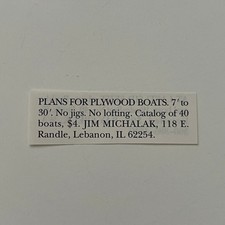 PLANS FOR PLYWOOD BOATS. 7′ to
30′. No jigs. No lofting. Catalog of 40
boats, $4. JIM MICHALAK, 118 E.
Randle, Lebanon, IL 62254.